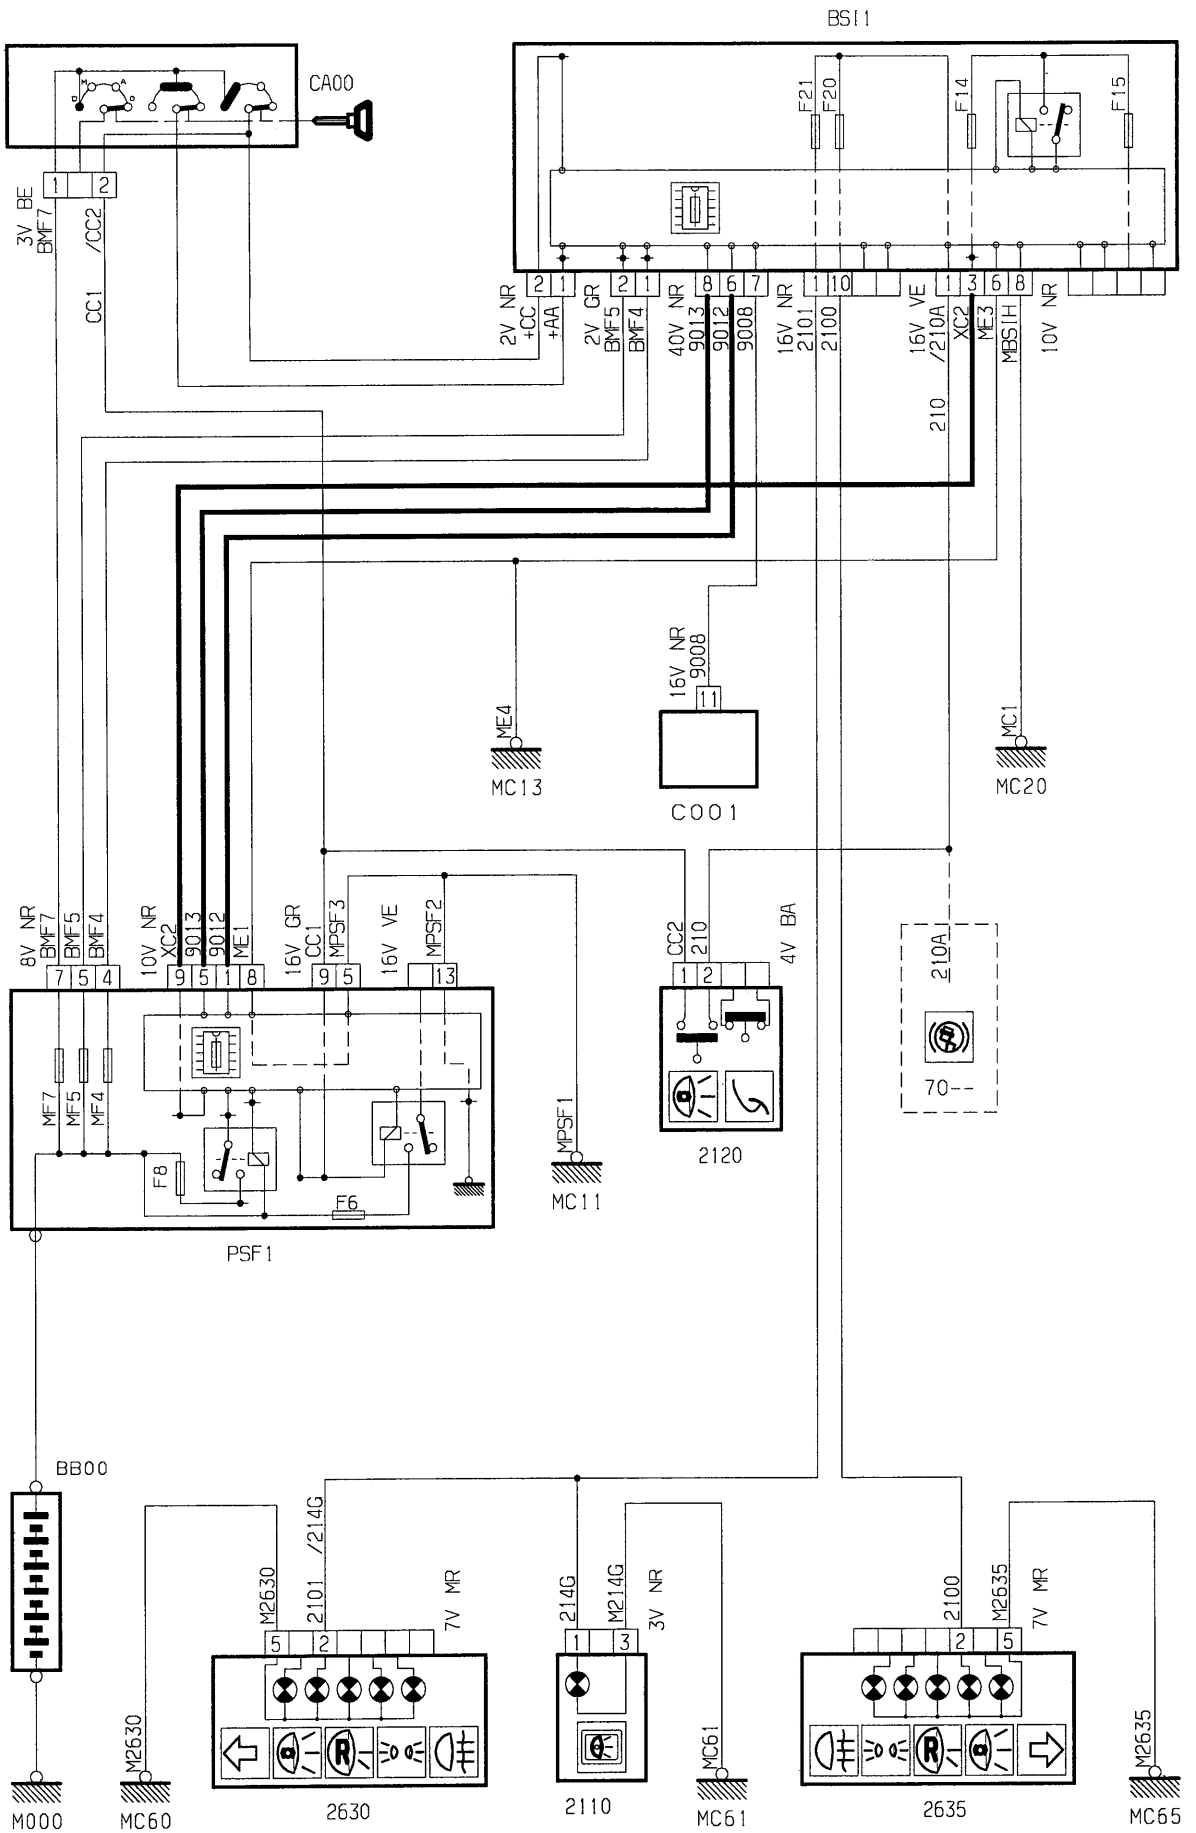 BSI1
CA00
M
A
D
D
F21
F20
F14
F15
1
2
3V BE
BMF7
/CC2
CC1
2
1
2
1
8
6
7
1
10
1
3
6
8
2V NR
+CC
+AA
2V GR
BMF5
BMF4
40V NR
9013
9012
9008
16V NR
2101
2100
16V VE
/210A
XC2
ME3
MBSIH
10V NR
210
16V NR
9008
11
C001
ME4
MC13
MC1
MC20
8V NR
BMF7
BMF5
BMF4
10V NR
XC2
9013
9012
ME1
16V GR
CC1
MPSF3
16V VE
MPSF2
7
5
4
9
5
1
8
9
5
13
CC2
210
4V BA
1
2
2120
210A
70--
MF7
MF5
MF4
F8
F6
PSF1
MPSF1
MC11
BB00
M000
M2630
2101
/214G
7V MR
5
2
R
2630
M2630
MC60
214G
M214G
3V NR
1
3
2110
MC61
MC61
2100
M2635
7V MR
2
5
R
2635
M2635
MC65